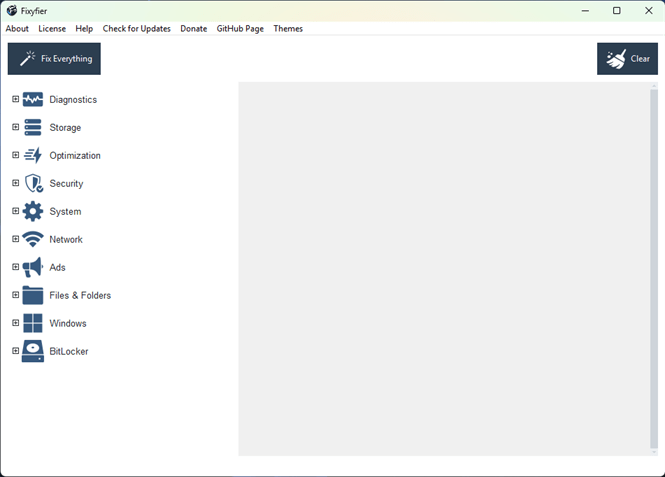 Fixyfier
About License Help Check for Updates Donate GitHub Page Themes
Fix Everything
Clear
Diagnostics
Storage
Optimization
Security
System
Network
Ads
Files & Folders
Windows
BitLocker